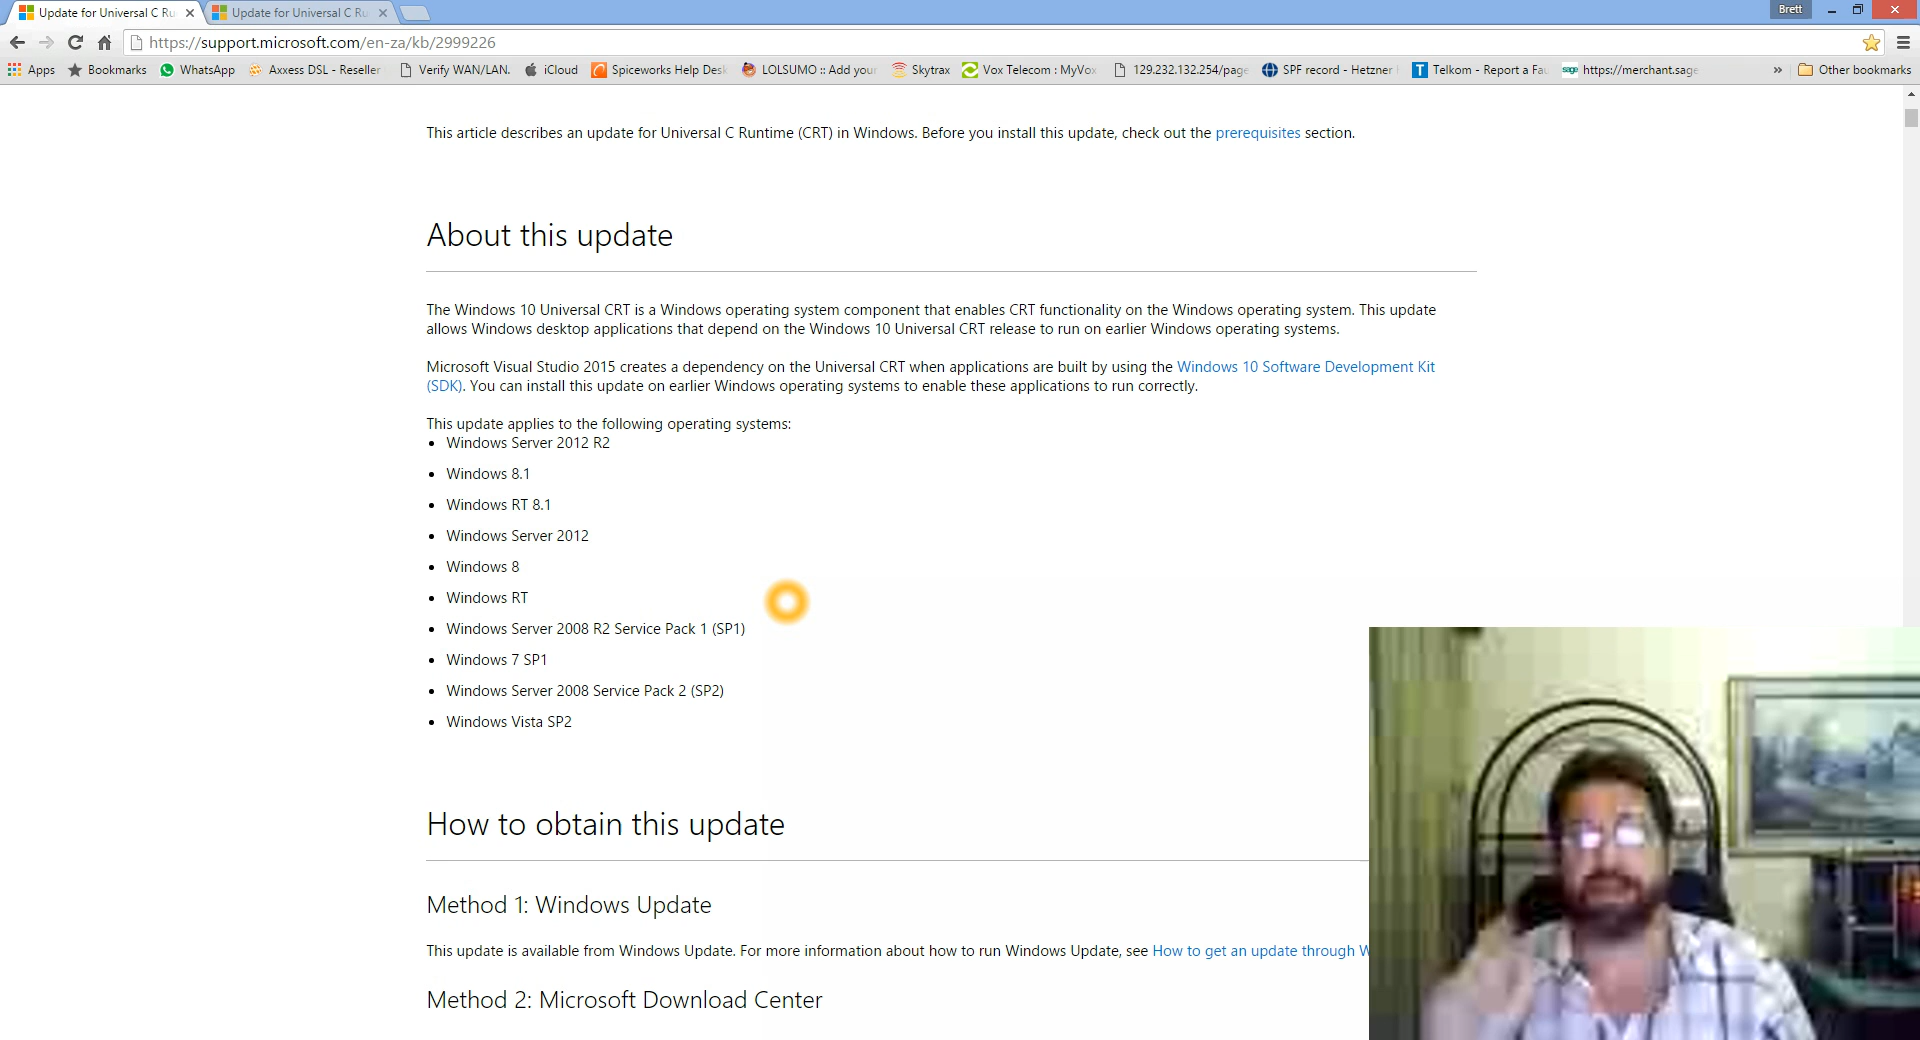 Update for Universal C Ru
Update for Universal C Ru
Brett
https://support.microsoft.com/en-za/kb/2999226
Apps
Bookmarks
WhatsApp
Axxess DSL - Reseller
Verify WAN/LAN.
iCloud
Spiceworks Help Desk
LOLSUMO :: Add your
Skytrax
Vox Telecom : MyVox
129.232.132.254/page
SPF record - Hetzner
Telkom - Report a Fau
sage https://merchant.sage
» Other bookmarks
This article describes an update for Universal C Runtime (CRT) in Windows. Before you install this update, check out the prerequisites section.
About this update
The Windows 10 Universal CRT is a Windows operating system component that enables CRT functionality on the Windows operating system. This update
allows Windows desktop applications that depend on the Windows 10 Universal CRT release to run on earlier Windows operating systems.
Microsoft Visual Studio 2015 creates a dependency on the Universal CRT when applications are built by using the Windows 10 Software Development Kit
(SDK). You can install this update on earlier Windows operating systems to enable these applications to run correctly.
This update applies to the following operating systems:
• Windows Server 2012 R2
• Windows 8.1
• Windows RT 8.1
• Windows Server 2012
• Windows 8
• Windows RT
• Windows Server 2008 R2 Service Pack 1 (SP1)
• Windows 7 SP1
• Windows Server 2008 Service Pack 2 (SP2)
• Windows Vista SP2
How to obtain this update
Method 1: Windows Update
This update is available from Windows Update. For more information about how to run Windows Update, see How to get an update through W
Method 2: Microsoft Download Center